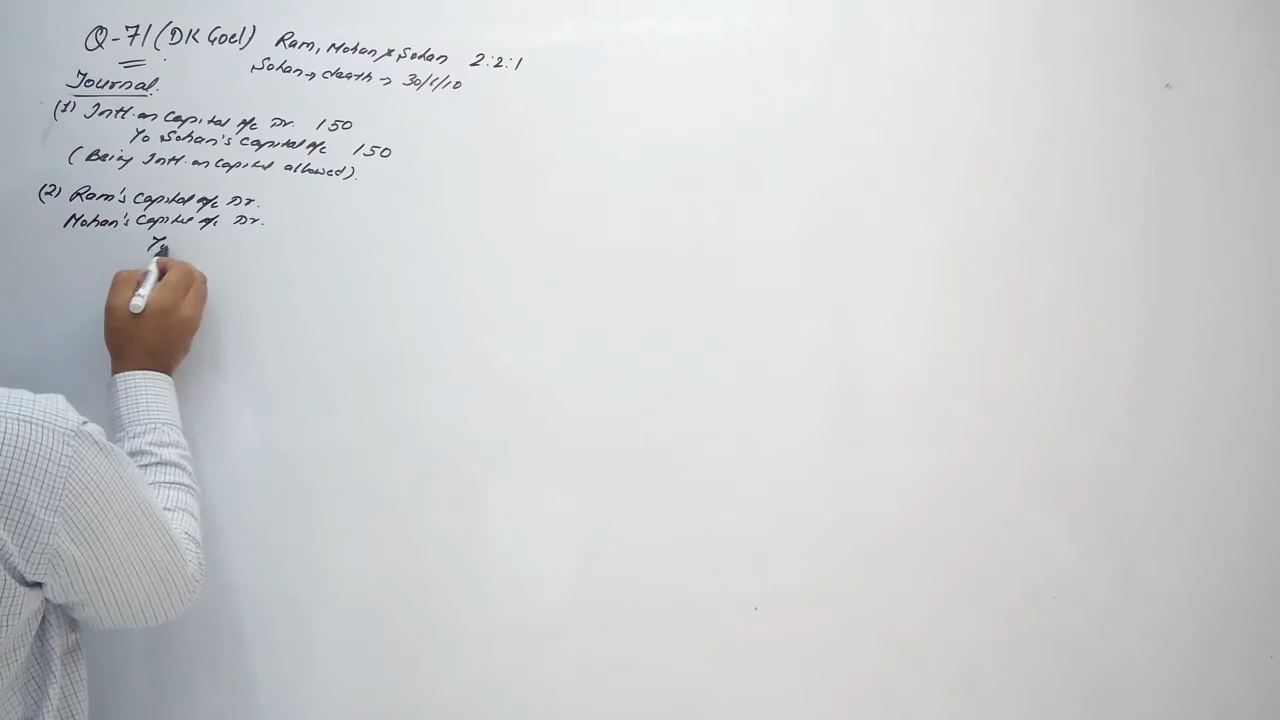 Q-71 (DK Goel) Ram, Mohan & Sohan 2:2:1
Sohan → death → 30/6/10
Journal.
(1) Intt. on Capital A/c Dr. 150
To Sohan's Capital A/c 150
(Being Intt. on Capital allowed).
(2) Ram's Capital A/c Dr.
Mohan's Capital A/c Dr.
To